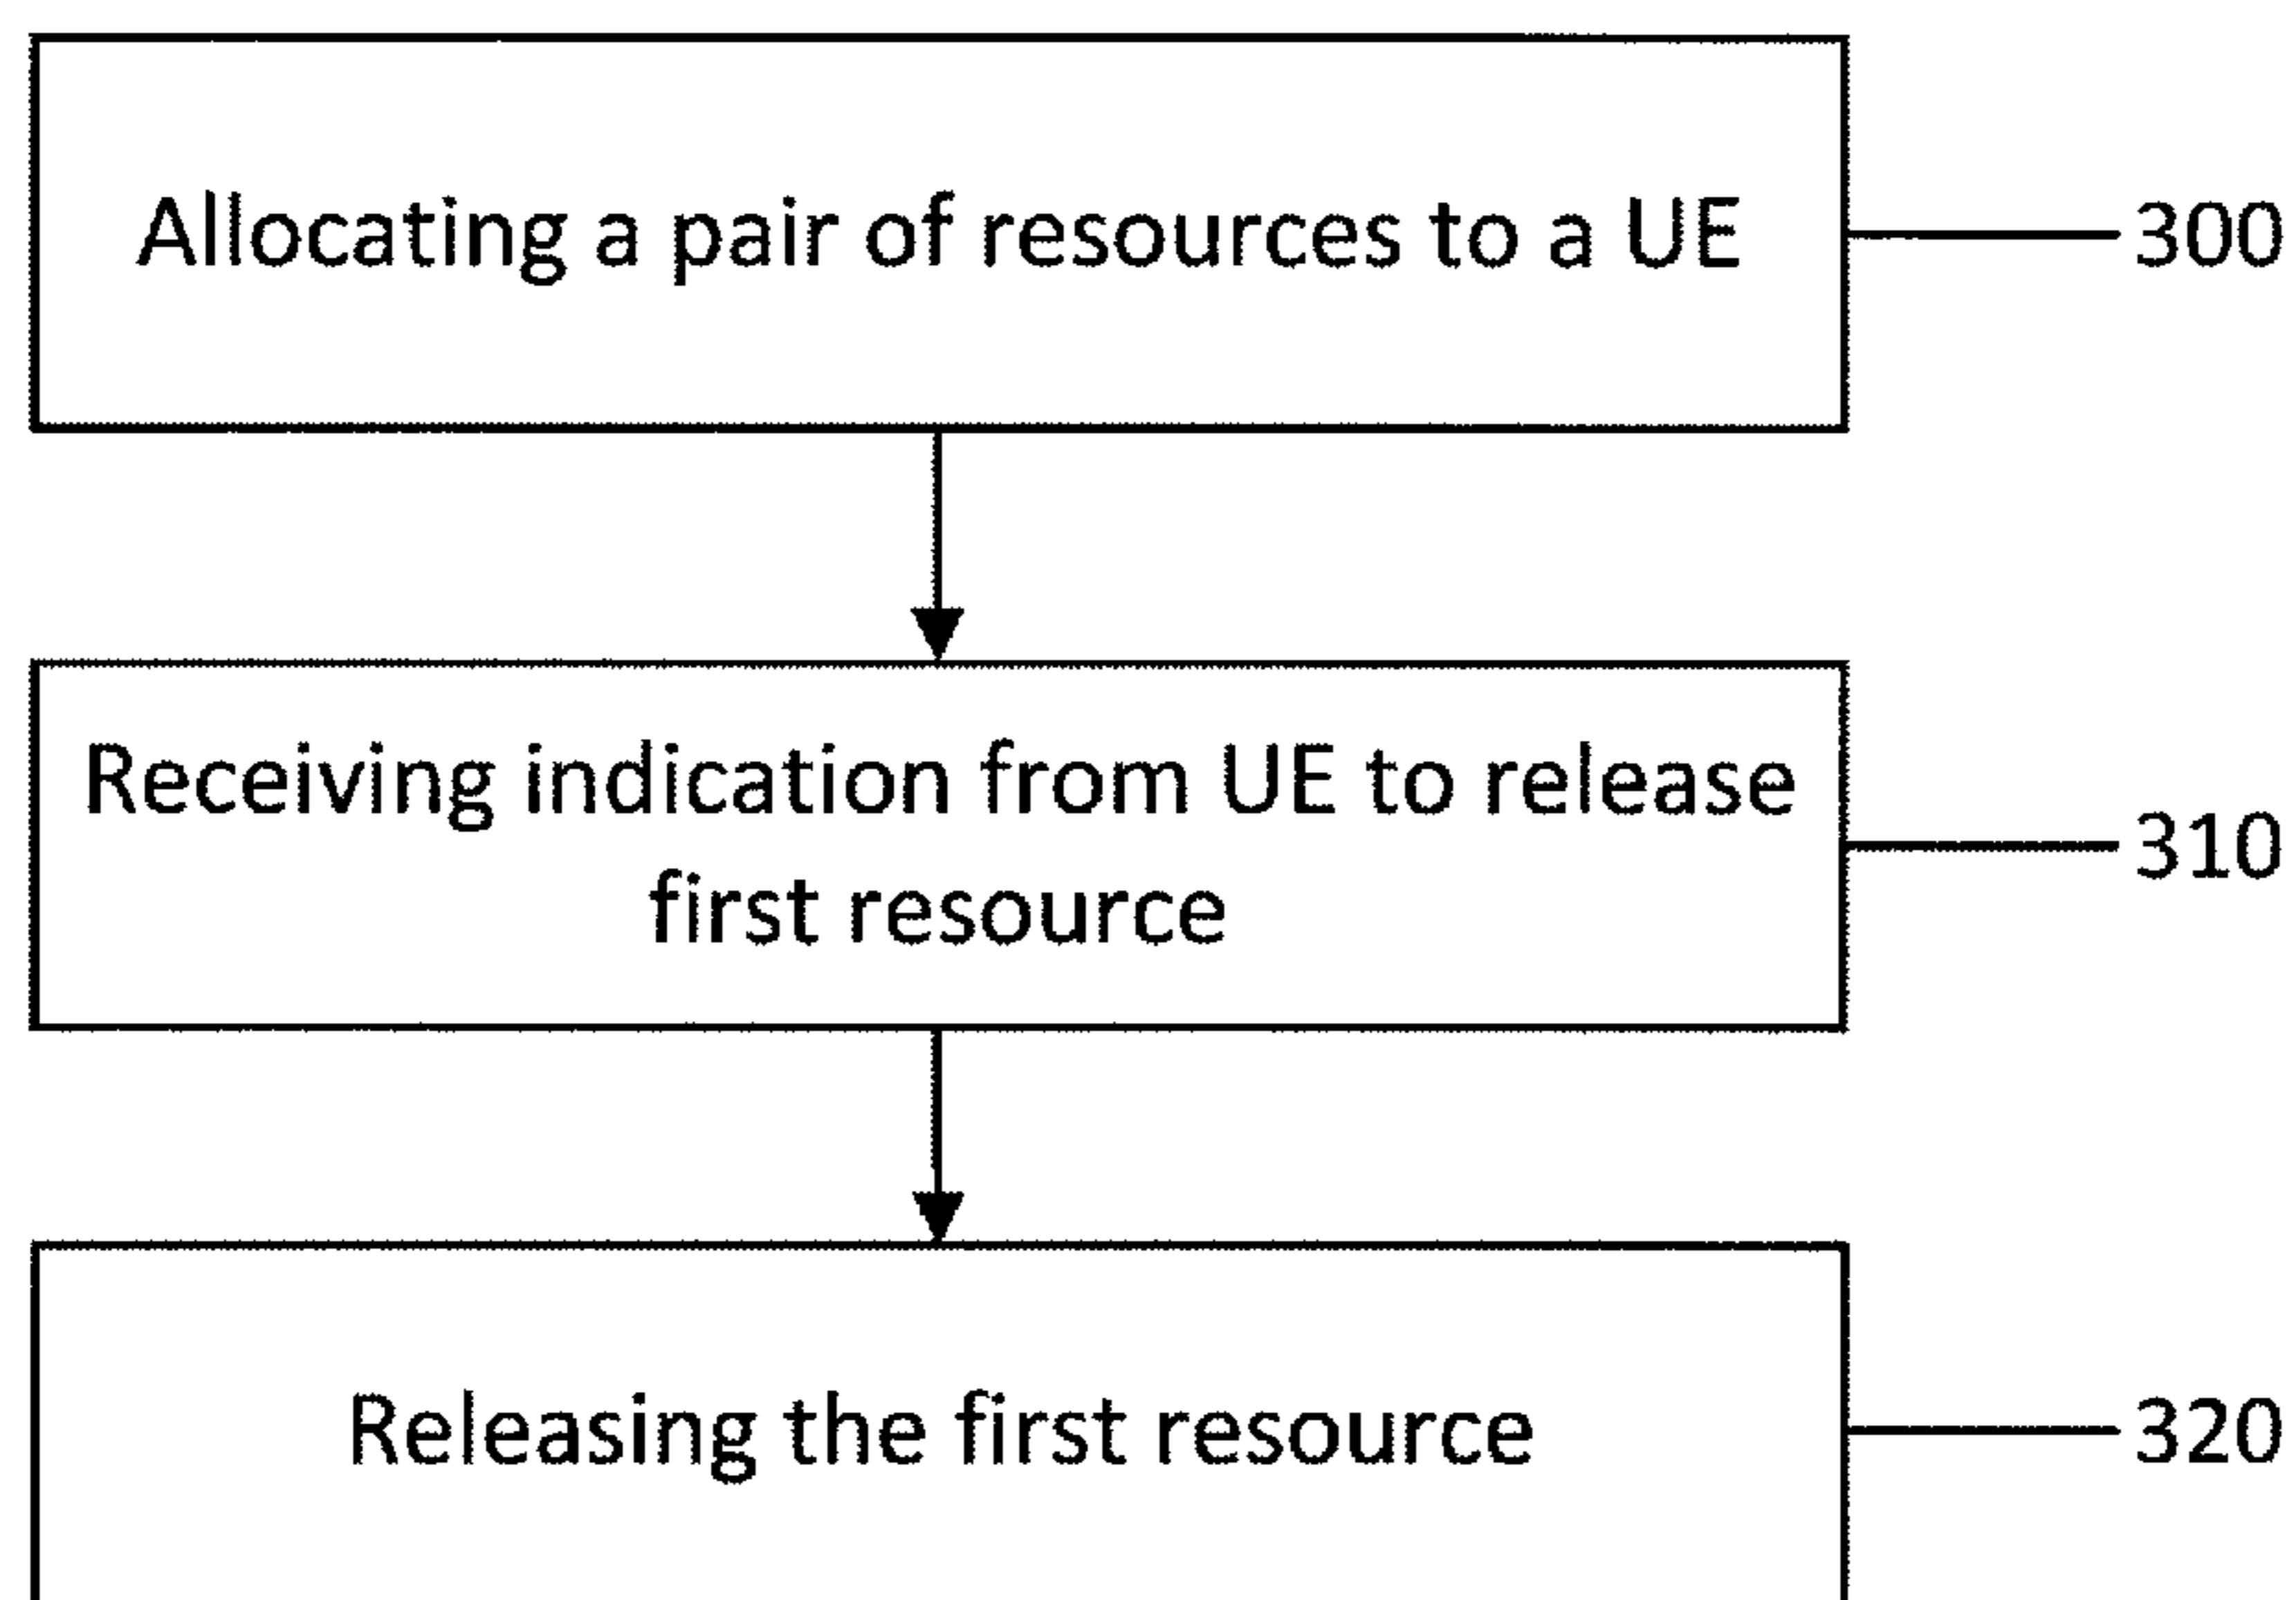 Allocating a pair of resources to a UE
300
Receiving indication from UE to release
first resource
310
Releasing the first resource
320